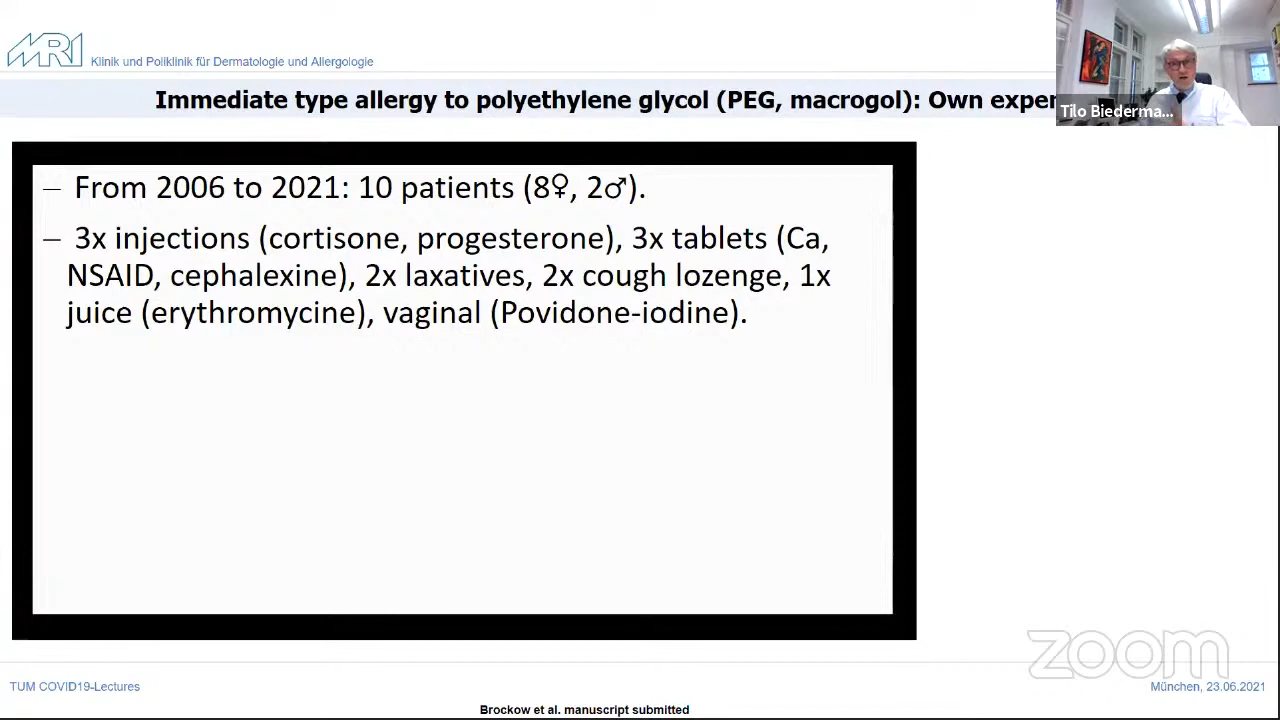 MRI
Klinik und Poliklinik für Dermatologie und Allergologie
Immediate type allergy to polyethylene glycol (PEG, macrogol): Own exper
Tilo Biederma...
– From 2006 to 2021: 10 patients (8♀, 2♂).
– 3x injections (cortisone, progesterone), 3x tablets (Ca,
NSAID, cephalexine), 2x laxatives, 2x cough lozenge, 1x
juice (erythromycine), vaginal (Povidone-iodine).
zoom
TUM COVID19-Lectures
München, 23.06.2021
Brockow et al. manuscript submitted